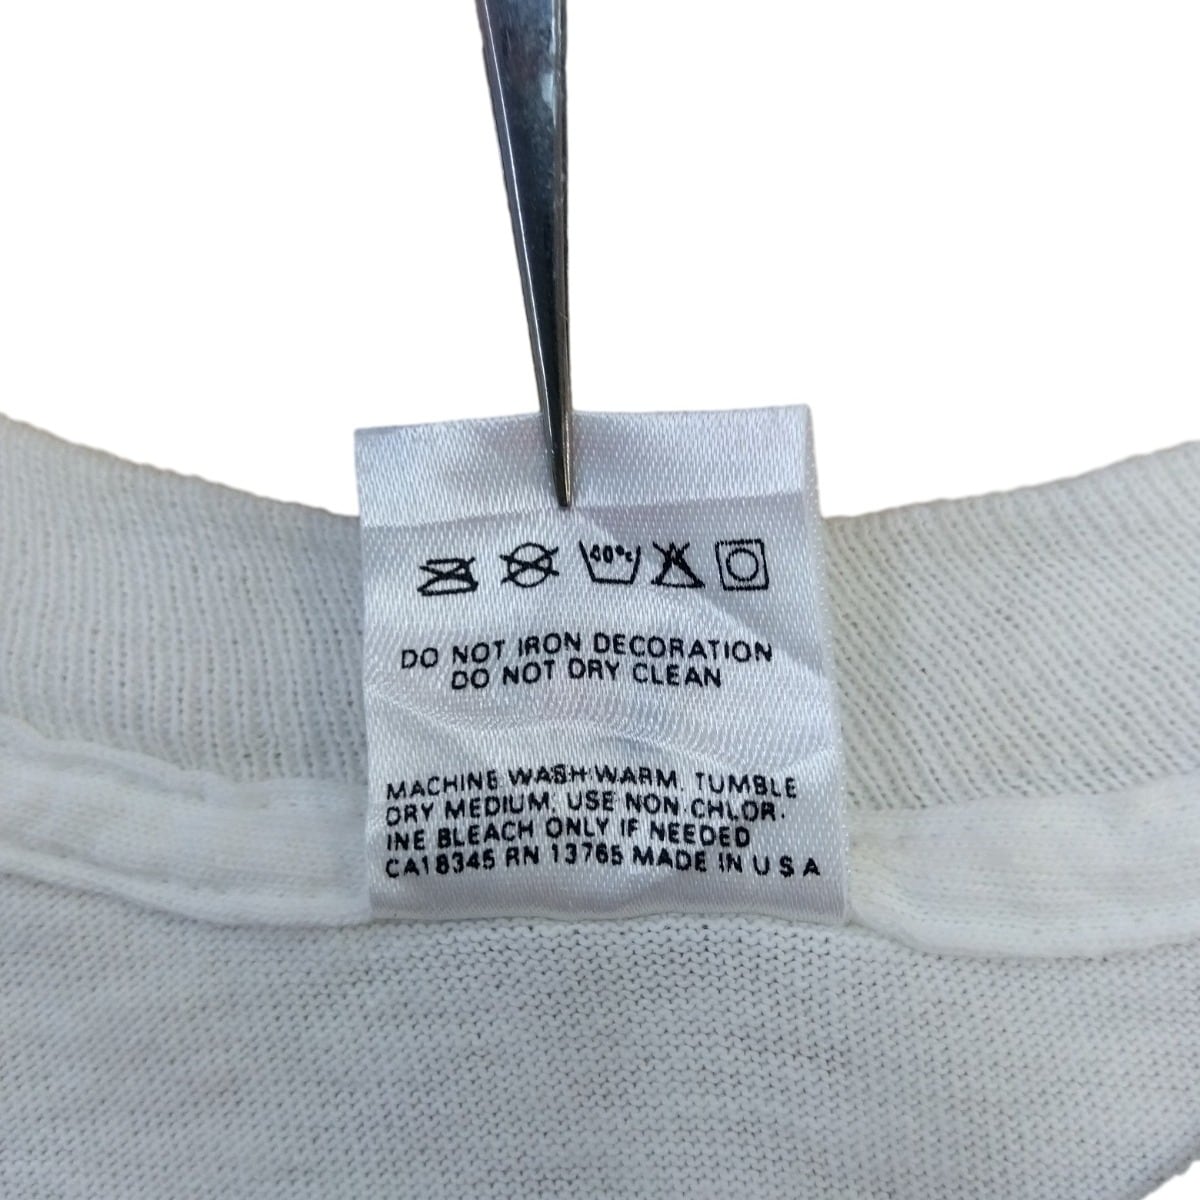 40°c
DO NOT IRON DECORATION
DO NOT DRY CLEAN
MACHINE WASH WARM. TUMBLE
DRY MEDIUM. USE NON CHLOR.
INE BLEACH ONLY IF NEEDED
CA18345 RN 13765 MADE IN U S A